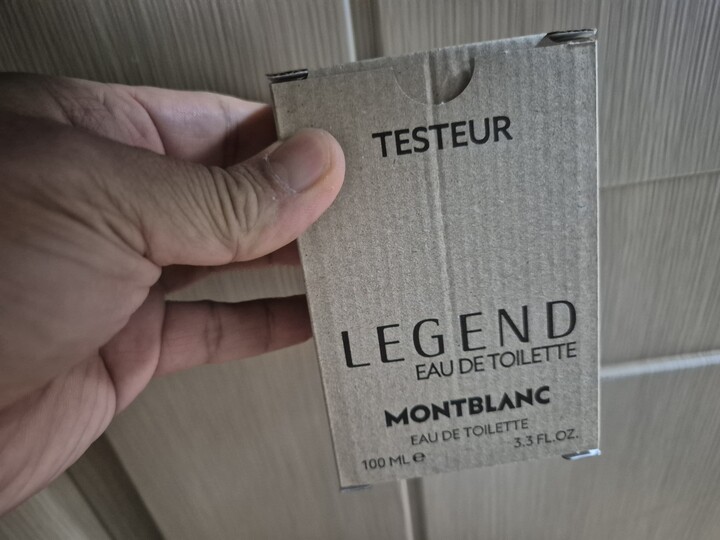 TESTEUR
LEGEND
EAU DE TOILETTE
MONTBLANC
EAU DE TOILETTE
100 ML ℮ 3.3 FL.OZ.